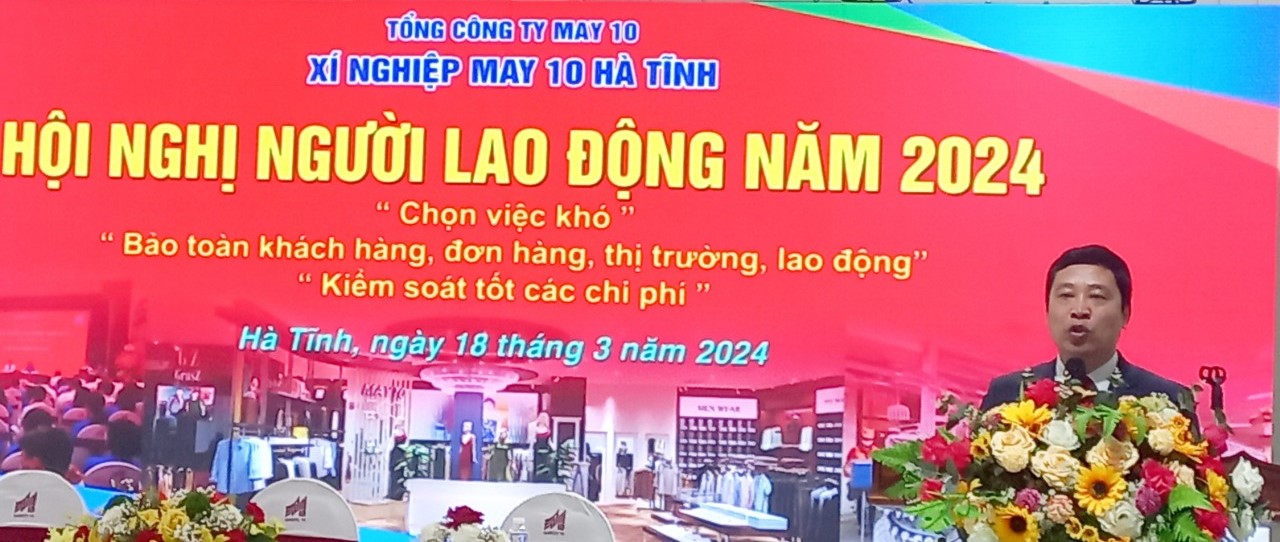 TỔNG CÔNG TY MAY 10
XÍ NGHIỆP MAY 10 HÀ TĨNH
HỘI NGHỊ NGƯỜI LAO ĐỘNG NĂM 2024
“ Chọn việc khó ”
“ Bảo toàn khách hàng, đơn hàng, thị trường, lao động”
“ Kiểm soát tốt các chi phí ”
Hà Tĩnh, ngày 18 tháng 3 năm 2024
MEN WEAR